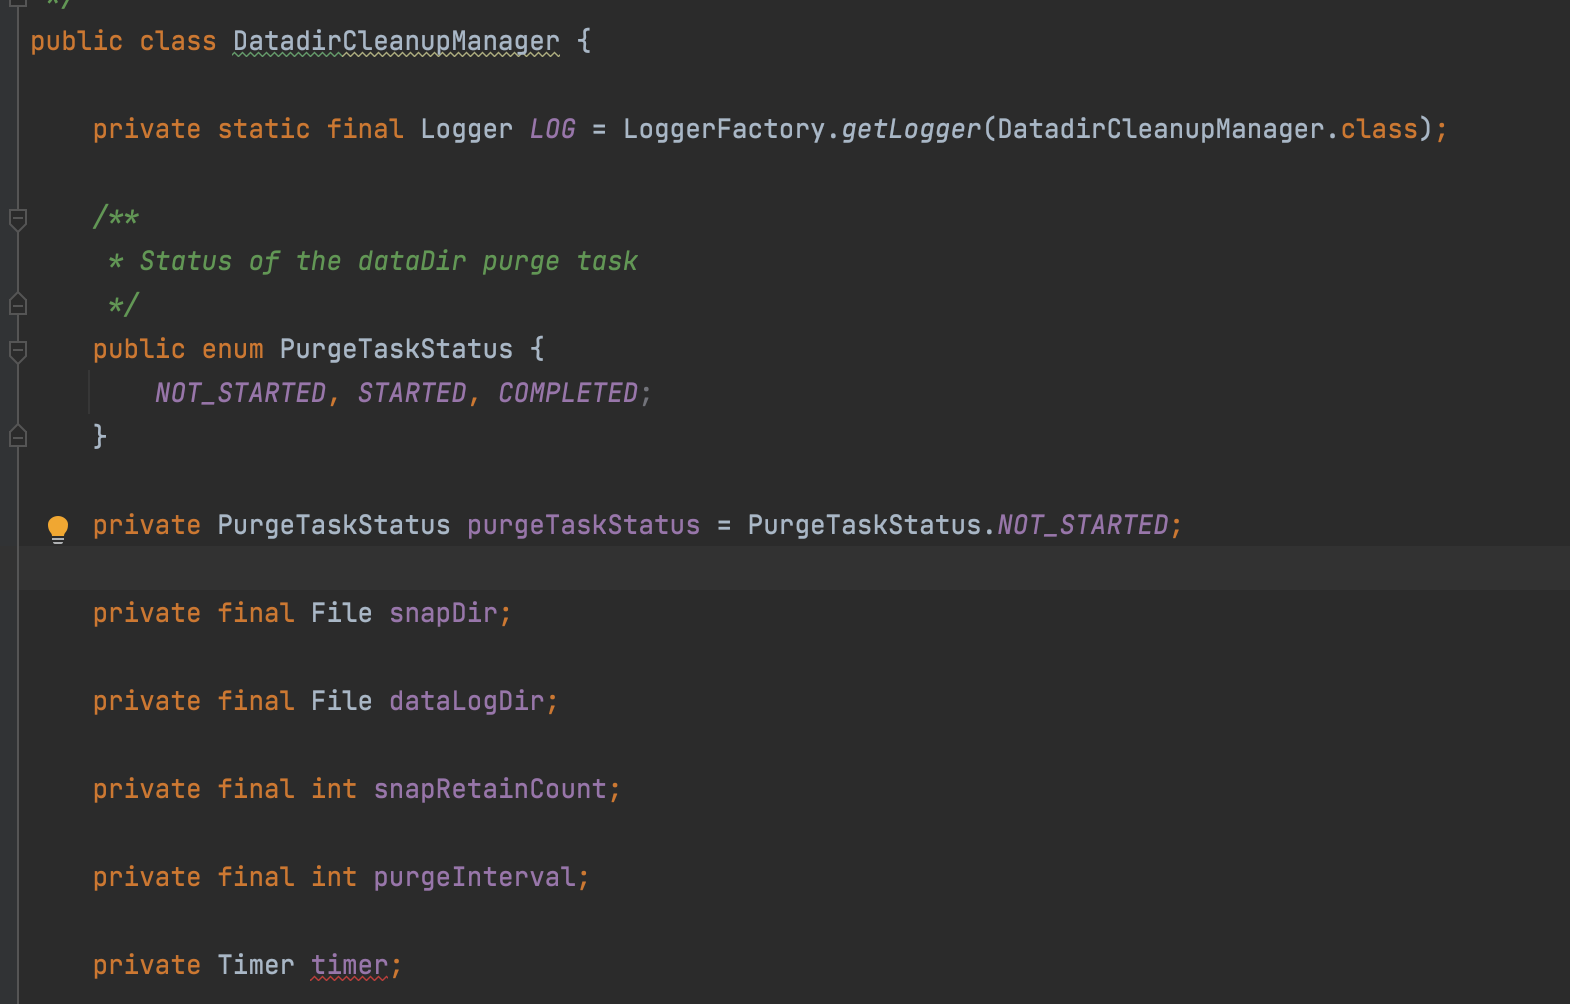 */
public class DatadirCleanupManager {
private static final Logger LOG = LoggerFactory.getLogger(DatadirCleanupManager.class);
/**
* Status of the dataDir purge task
*/
public enum PurgeTaskStatus {
NOT_STARTED, STARTED, COMPLETED;
}
private PurgeTaskStatus purgeTaskStatus = PurgeTaskStatus.NOT_STARTED;
private final File snapDir;
private final File dataLogDir;
private final int snapRetainCount;
private final int purgeInterval;
private Timer timer;